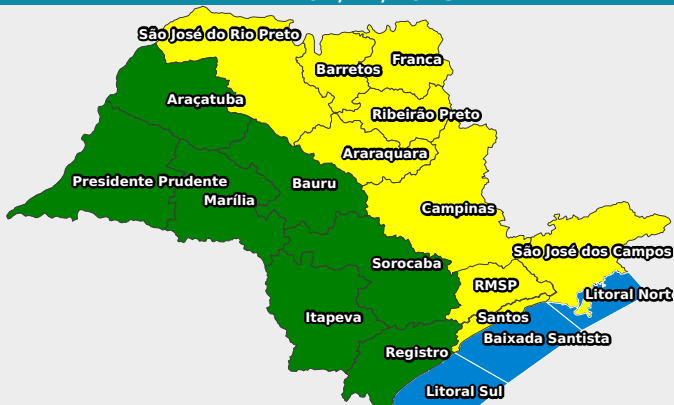 São José do Rio Preto
Franca
Barretos
Araçatuba
Ribeirão Preto
Araraquara
Presidente Prudente
Bauru
Marília
Campinas
São José dos Campos
Sorocaba
RMSP
Litoral Nort
Itapeva
Santos
Baixada Santista
Registro
Litoral Sul